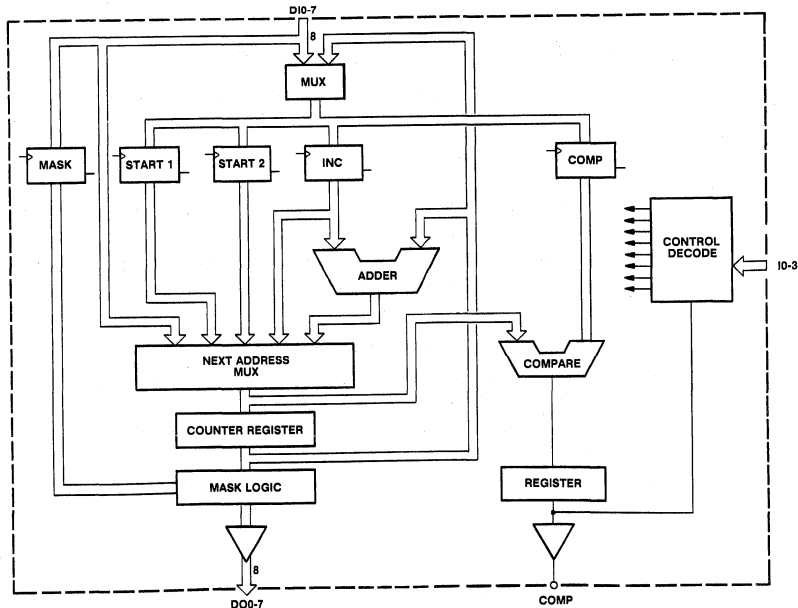 DI0-7
8
MUX
MASK
START 1
START 2
INC
COMP
CONTROL
DECODE
I0-3
ADDER
NEXT ADDRESS
MUX
COMPARE
COUNTER REGISTER
MASK LOGIC
REGISTER
8
DO0-7
COMP